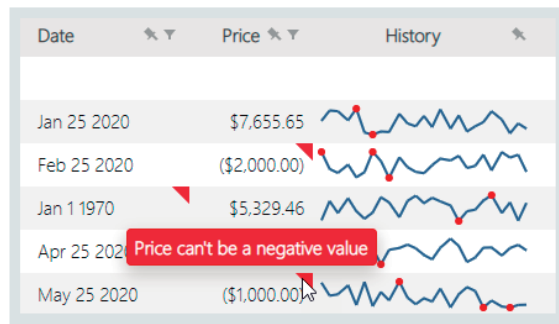 Date Price History
Jan 25 2020 $7,655.65
Feb 25 2020 ($2,000.00)
Jan 1 1970 $5,329.46
Apr 25 202
Price can't be a negative value
May 25 2020 ($1,000.00)